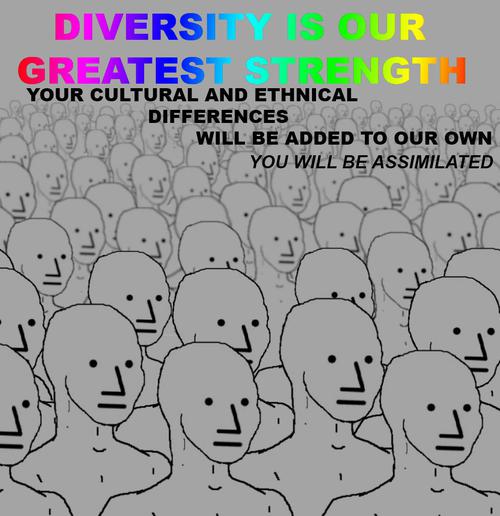 DIVERSITY IS OUR
GREATEST STRENGTH
YOUR CULTURAL AND ETHNICAL
DIFFERENCES
WILL BE ADDED TO OUR OWN
YOU WILL BE ASSIMILATED